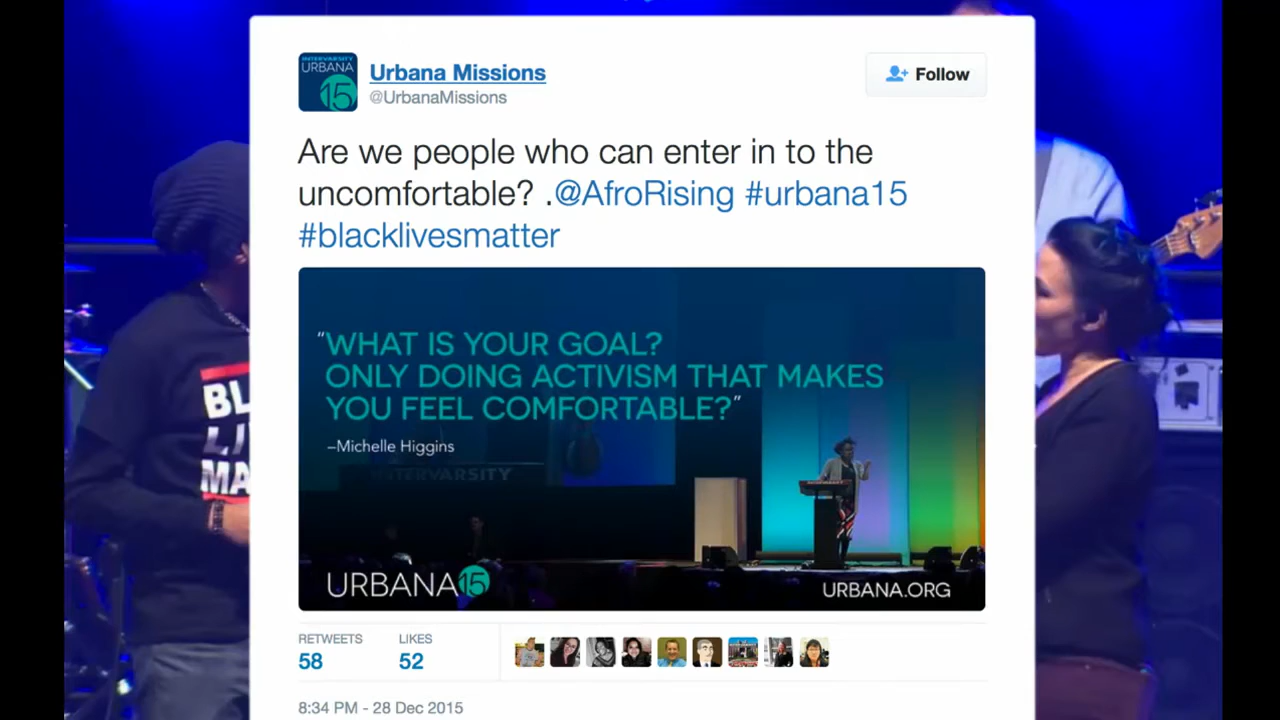 INTERVARSITY
URBANA
15
Urbana Missions
@UrbanaMissions
Follow
Are we people who can enter in to the
uncomfortable? .@AfroRising #urbana15
#blacklivesmatter
“WHAT IS YOUR GOAL?
ONLY DOING ACTIVISM THAT MAKES
YOU FEEL COMFORTABLE?”
–Michelle Higgins
INTERVARSITY
BL
LI
MA
URBANA15
URBANA.ORG
RETWEETS
LIKES
58
52
8:34 PM - 28 Dec 2015